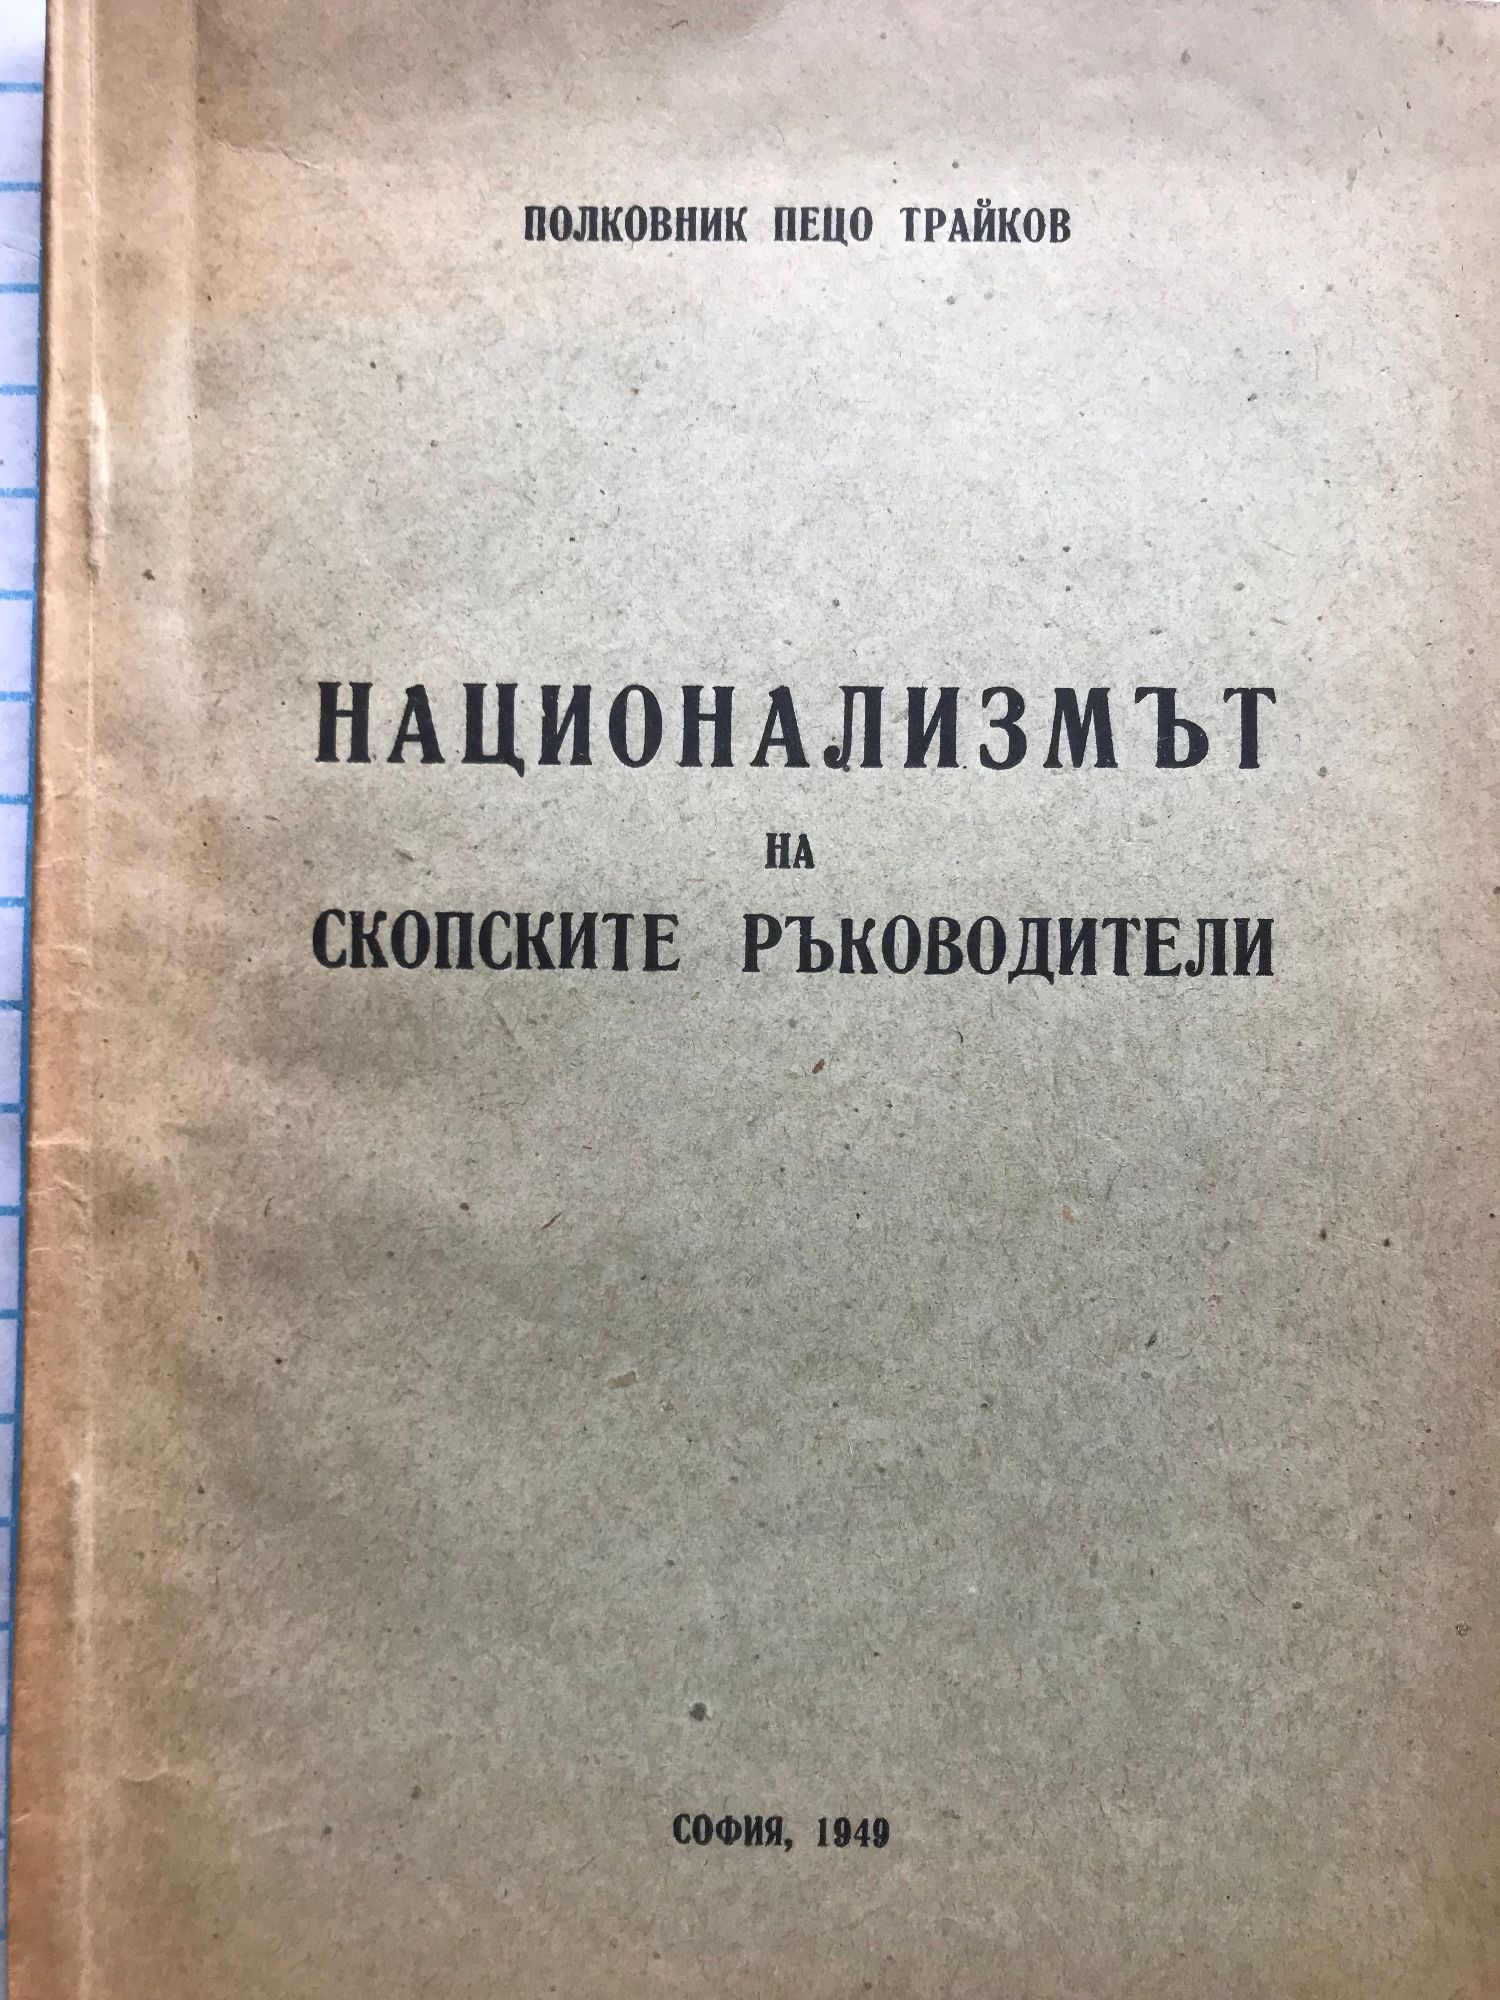 ПОЛКОВНИК ПЕЦО ТРАЙКОВ
НАЦИОНАЛИЗМЪТ
НА
СКОПСКИТЕ РЪКОВОДИТЕЛИ
СОФИЯ, 1949